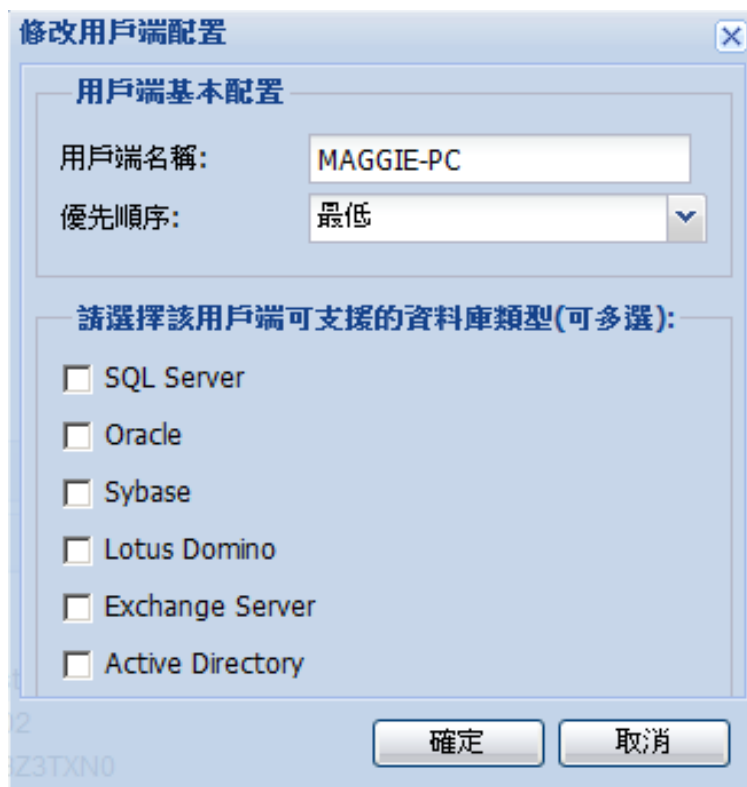 修改用戶端配置
用戶端基本配置
用戶端名稱: MAGGIE-PC
優先順序: 最低
請選擇該用戶端可支援的資料庫類型(可多選):
SQL Server
Oracle
Sybase
Lotus Domino
Exchange Server
Active Directory
確定 取消